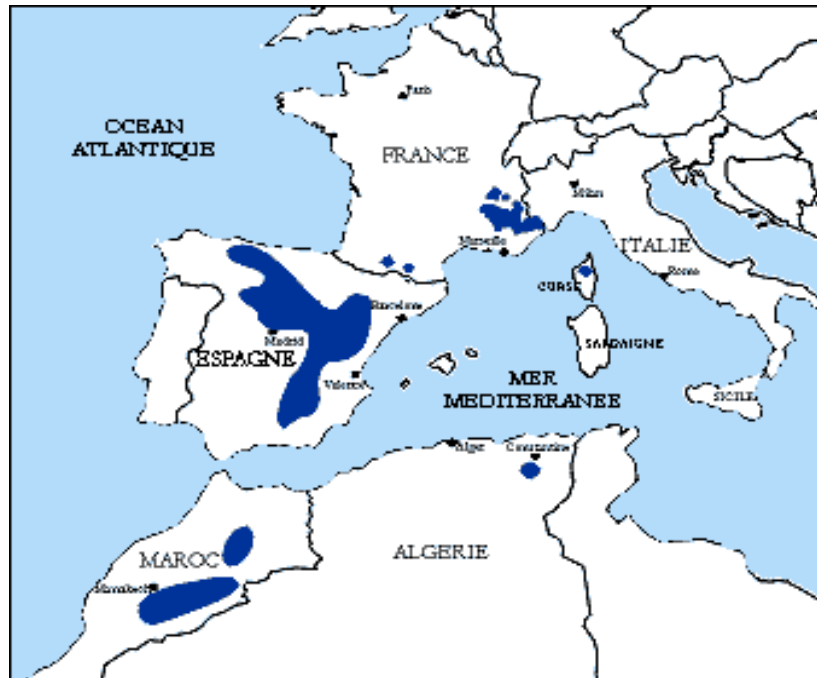 Paris
OCEAN
ATLANTIQUE
FRANCE
Milan
Marseille
ITALIE
Rome
CORSE
Barcelone
Madrid
ESPAGNE
SARDAIGNE
Valence
MER
MEDITERRANEE
SICILE
Alger
Constantine
MAROC
ALGERIE
Marrakech